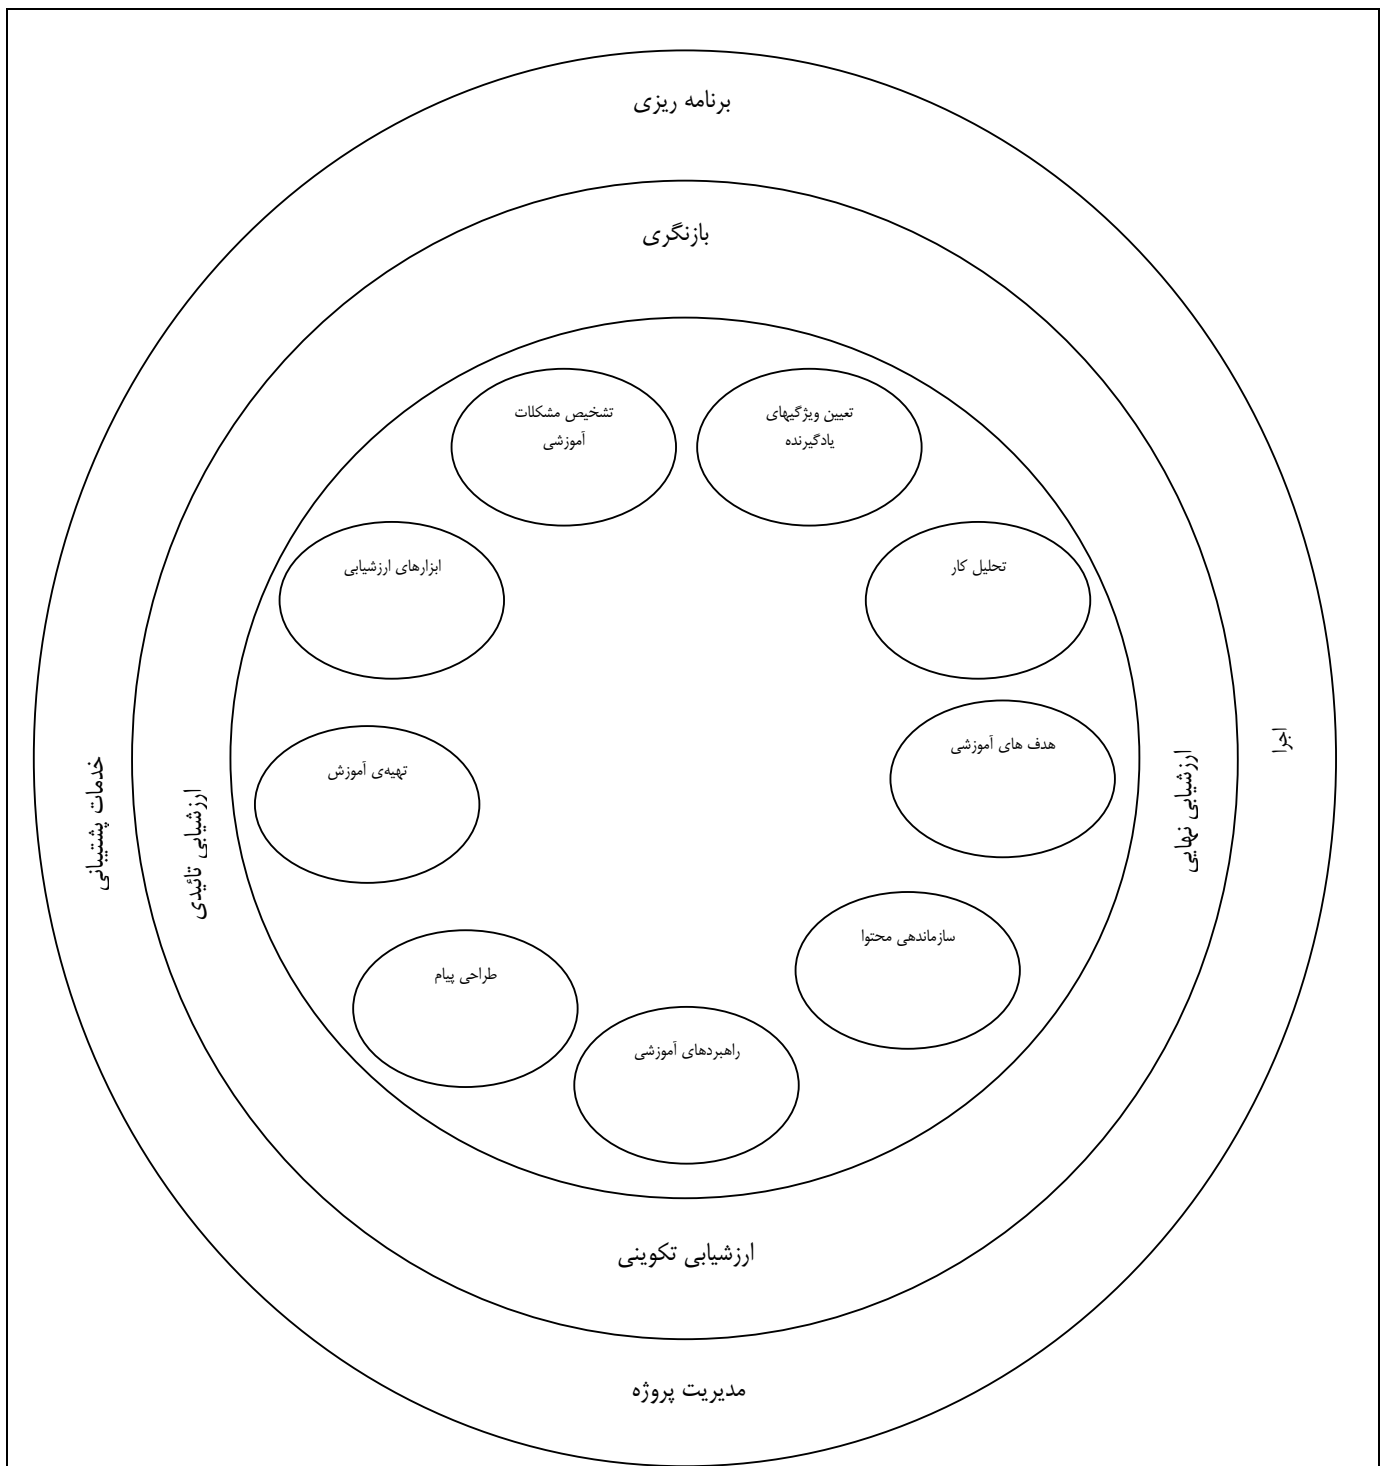 برنامه ریزی
بازنگری
تشخیص مشکلات
آموزشی
تعیین ویژگیهای
یادگیرنده
ابزارهای ارزشیابی
تحلیل کار
هدف های آموزشی
تهیه‌ی آموزش
اجرا
ارزشیابی نهایی
خدمات پشتیبانی
ارزشیابی تائیدی
سازماندهی محتوا
طراحی پیام
راهبردهای آموزشی
ارزشیابی تکوینی
مدیریت پروژه